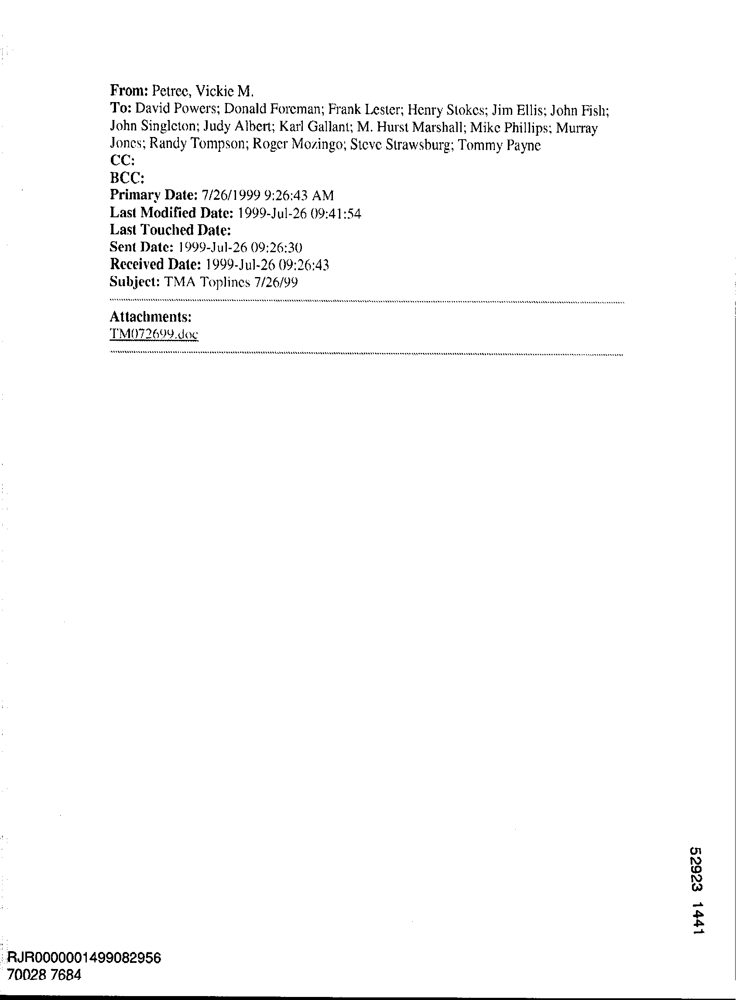 From: Petree, Vickie M.
To: David Powers; Donald Foreman; Frank Lester; Henry Stokes; Jim Ellis; John Fish;
John Singleton; Judy Albert; Karl Gallant; M. Hurst Marshall; Mike Phillips; Murray
Jones; Randy Tompson; Roger Mozingo; Steve Strawsburg; Tommy Payne
CC:
BCC:
Primary Date: 7/26/1999 9:26:43 AM
Last Modified Date: 1999-Jul-26 09:41:54
Last Touched Date:
Sent Date: 1999-Jul-26 09:26:30
Received Date: 1999-Jul-26 09:26:43
Subject: TMA Toplines 7/26/99
Attachments:
TM072699.doc
52923 1441
RJR0000001499082956
70028 7684